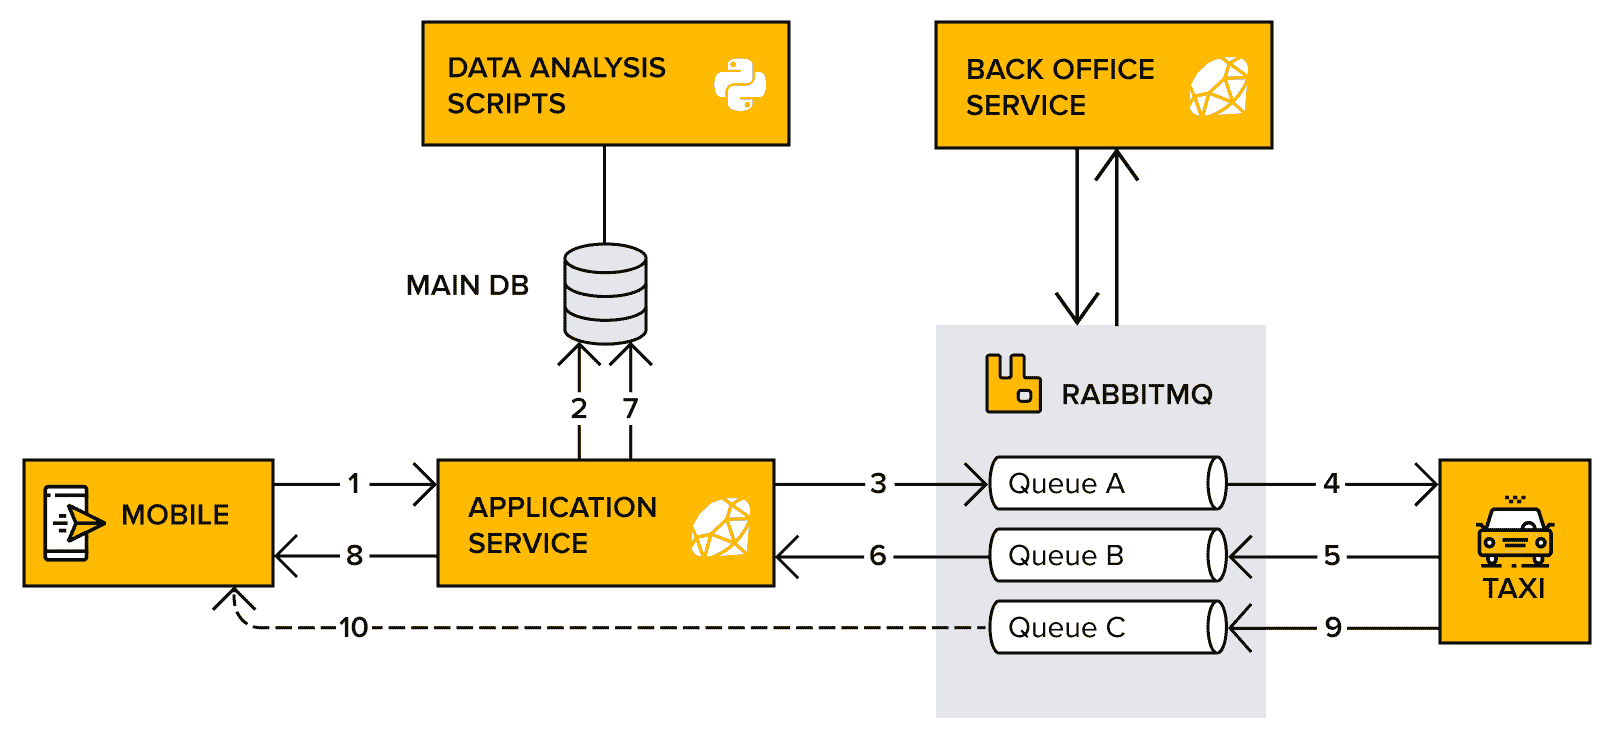 DATA ANALYSIS
SCRIPTS
BACK OFFICE
SERVICE
MAIN DB
2 7
RABBITMQ
MOBILE
1
8
APPLICATION
SERVICE
3
6
Queue A
Queue B
Queue C
4
5
9
TAXI
10